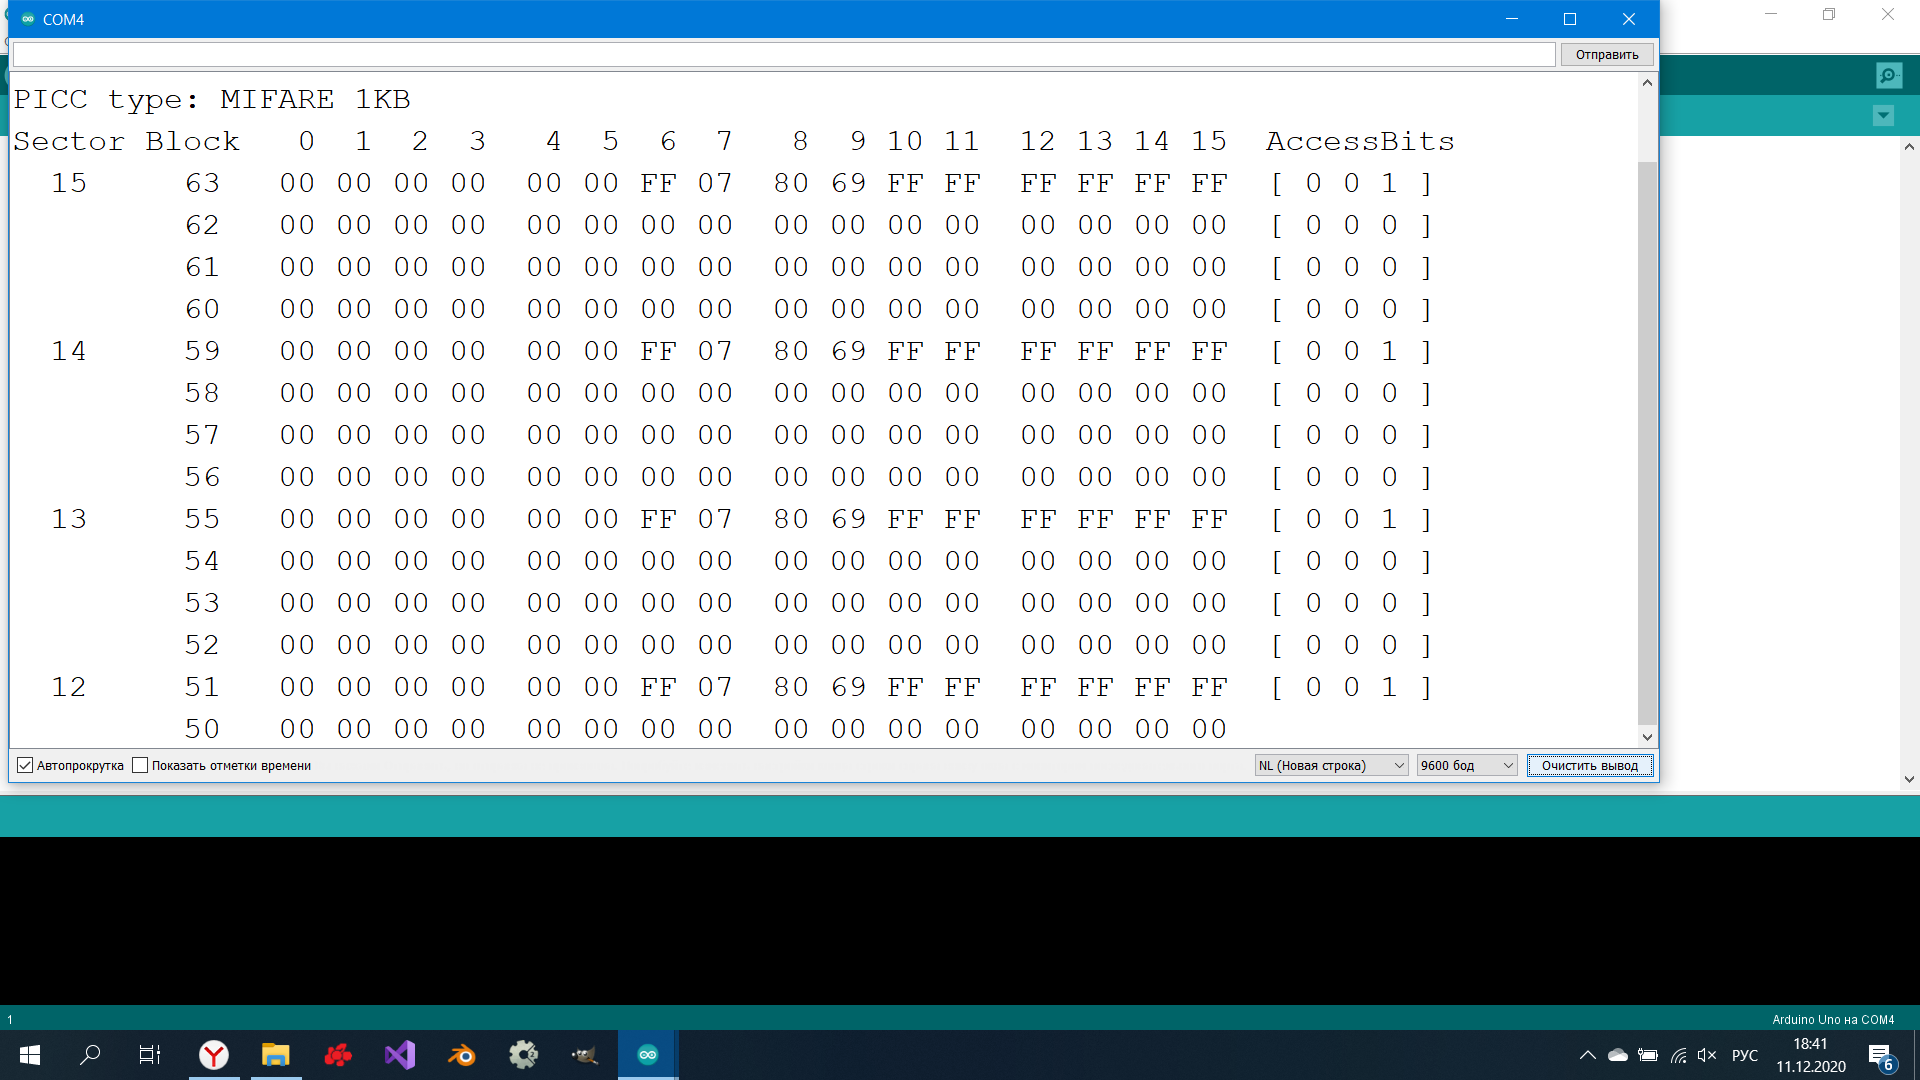 COM4
Отправить
PICC type: MIFARE 1KB
Sector Block 0 1 2 3 4 5 6 7 8 9 10 11 12 13 14 15 AccessBits
15 63 00 00 00 00 00 00 FF 07 80 69 FF FF FF FF FF FF [ 0 0 1 ]
62 00 00 00 00 00 00 00 00 00 00 00 00 00 00 00 00 [ 0 0 0 ]
61 00 00 00 00 00 00 00 00 00 00 00 00 00 00 00 00 [ 0 0 0 ]
60 00 00 00 00 00 00 00 00 00 00 00 00 00 00 00 00 [ 0 0 0 ]
14 59 00 00 00 00 00 00 FF 07 80 69 FF FF FF FF FF FF [ 0 0 1 ]
58 00 00 00 00 00 00 00 00 00 00 00 00 00 00 00 00 [ 0 0 0 ]
57 00 00 00 00 00 00 00 00 00 00 00 00 00 00 00 00 [ 0 0 0 ]
56 00 00 00 00 00 00 00 00 00 00 00 00 00 00 00 00 [ 0 0 0 ]
13 55 00 00 00 00 00 00 FF 07 80 69 FF FF FF FF FF FF [ 0 0 1 ]
54 00 00 00 00 00 00 00 00 00 00 00 00 00 00 00 00 [ 0 0 0 ]
53 00 00 00 00 00 00 00 00 00 00 00 00 00 00 00 00 [ 0 0 0 ]
52 00 00 00 00 00 00 00 00 00 00 00 00 00 00 00 00 [ 0 0 0 ]
12 51 00 00 00 00 00 00 FF 07 80 69 FF FF FF FF FF FF [ 0 0 1 ]
50 00 00 00 00 00 00 00 00 00 00 00 00 00 00 00 00
Автопрокрутка Показать отметки времени NL (Новая строка) 9600 бод Очистить вывод
1 Arduino Uno на COM4
РУС 18:41
11.12.2020 6